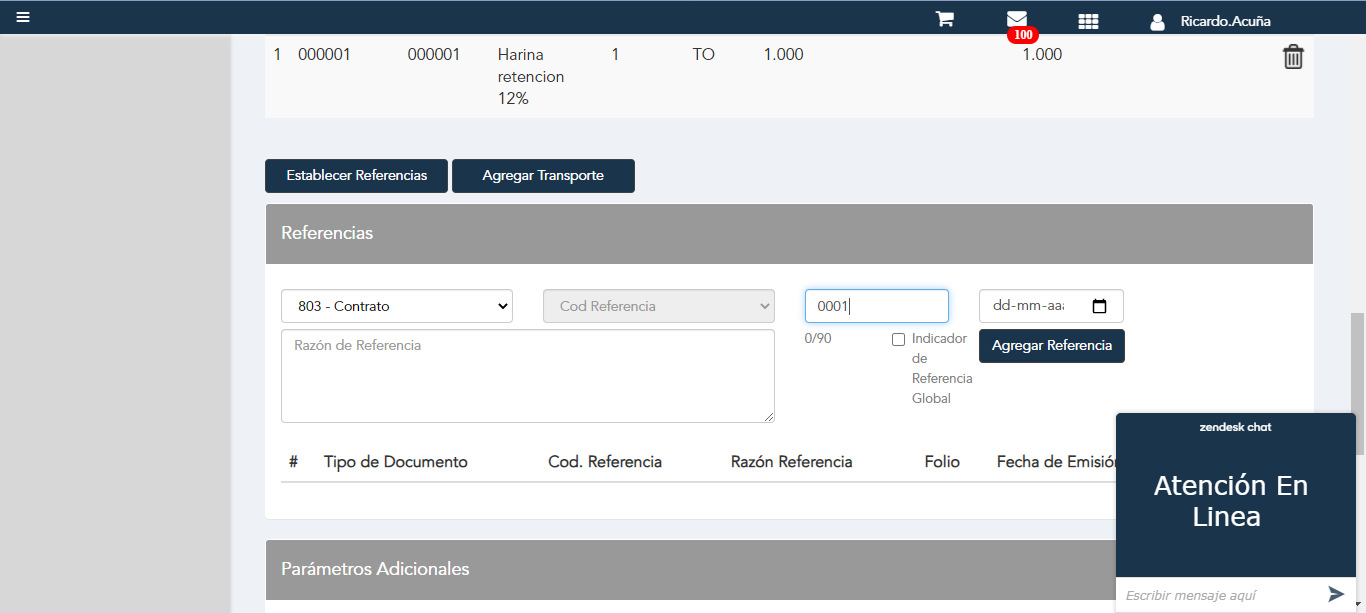 Ricardo.Acuña
100
1 000001 000001 Harina 1 TO 1.000 1.000
retencion
12%
Establecer Referencias Agregar Transporte
Referencias
803 - Contrato Cod Referencia 0001 dd-mm-aaa
Razón de Referencia 0/90 Indicador Agregar Referencia
de
Referencia
Global
zendesk chat
# Tipo de Documento Cod. Referencia Razón Referencia Folio Fecha de Emisión
Atención En
Linea
Parámetros Adicionales
Escribir mensaje aquí